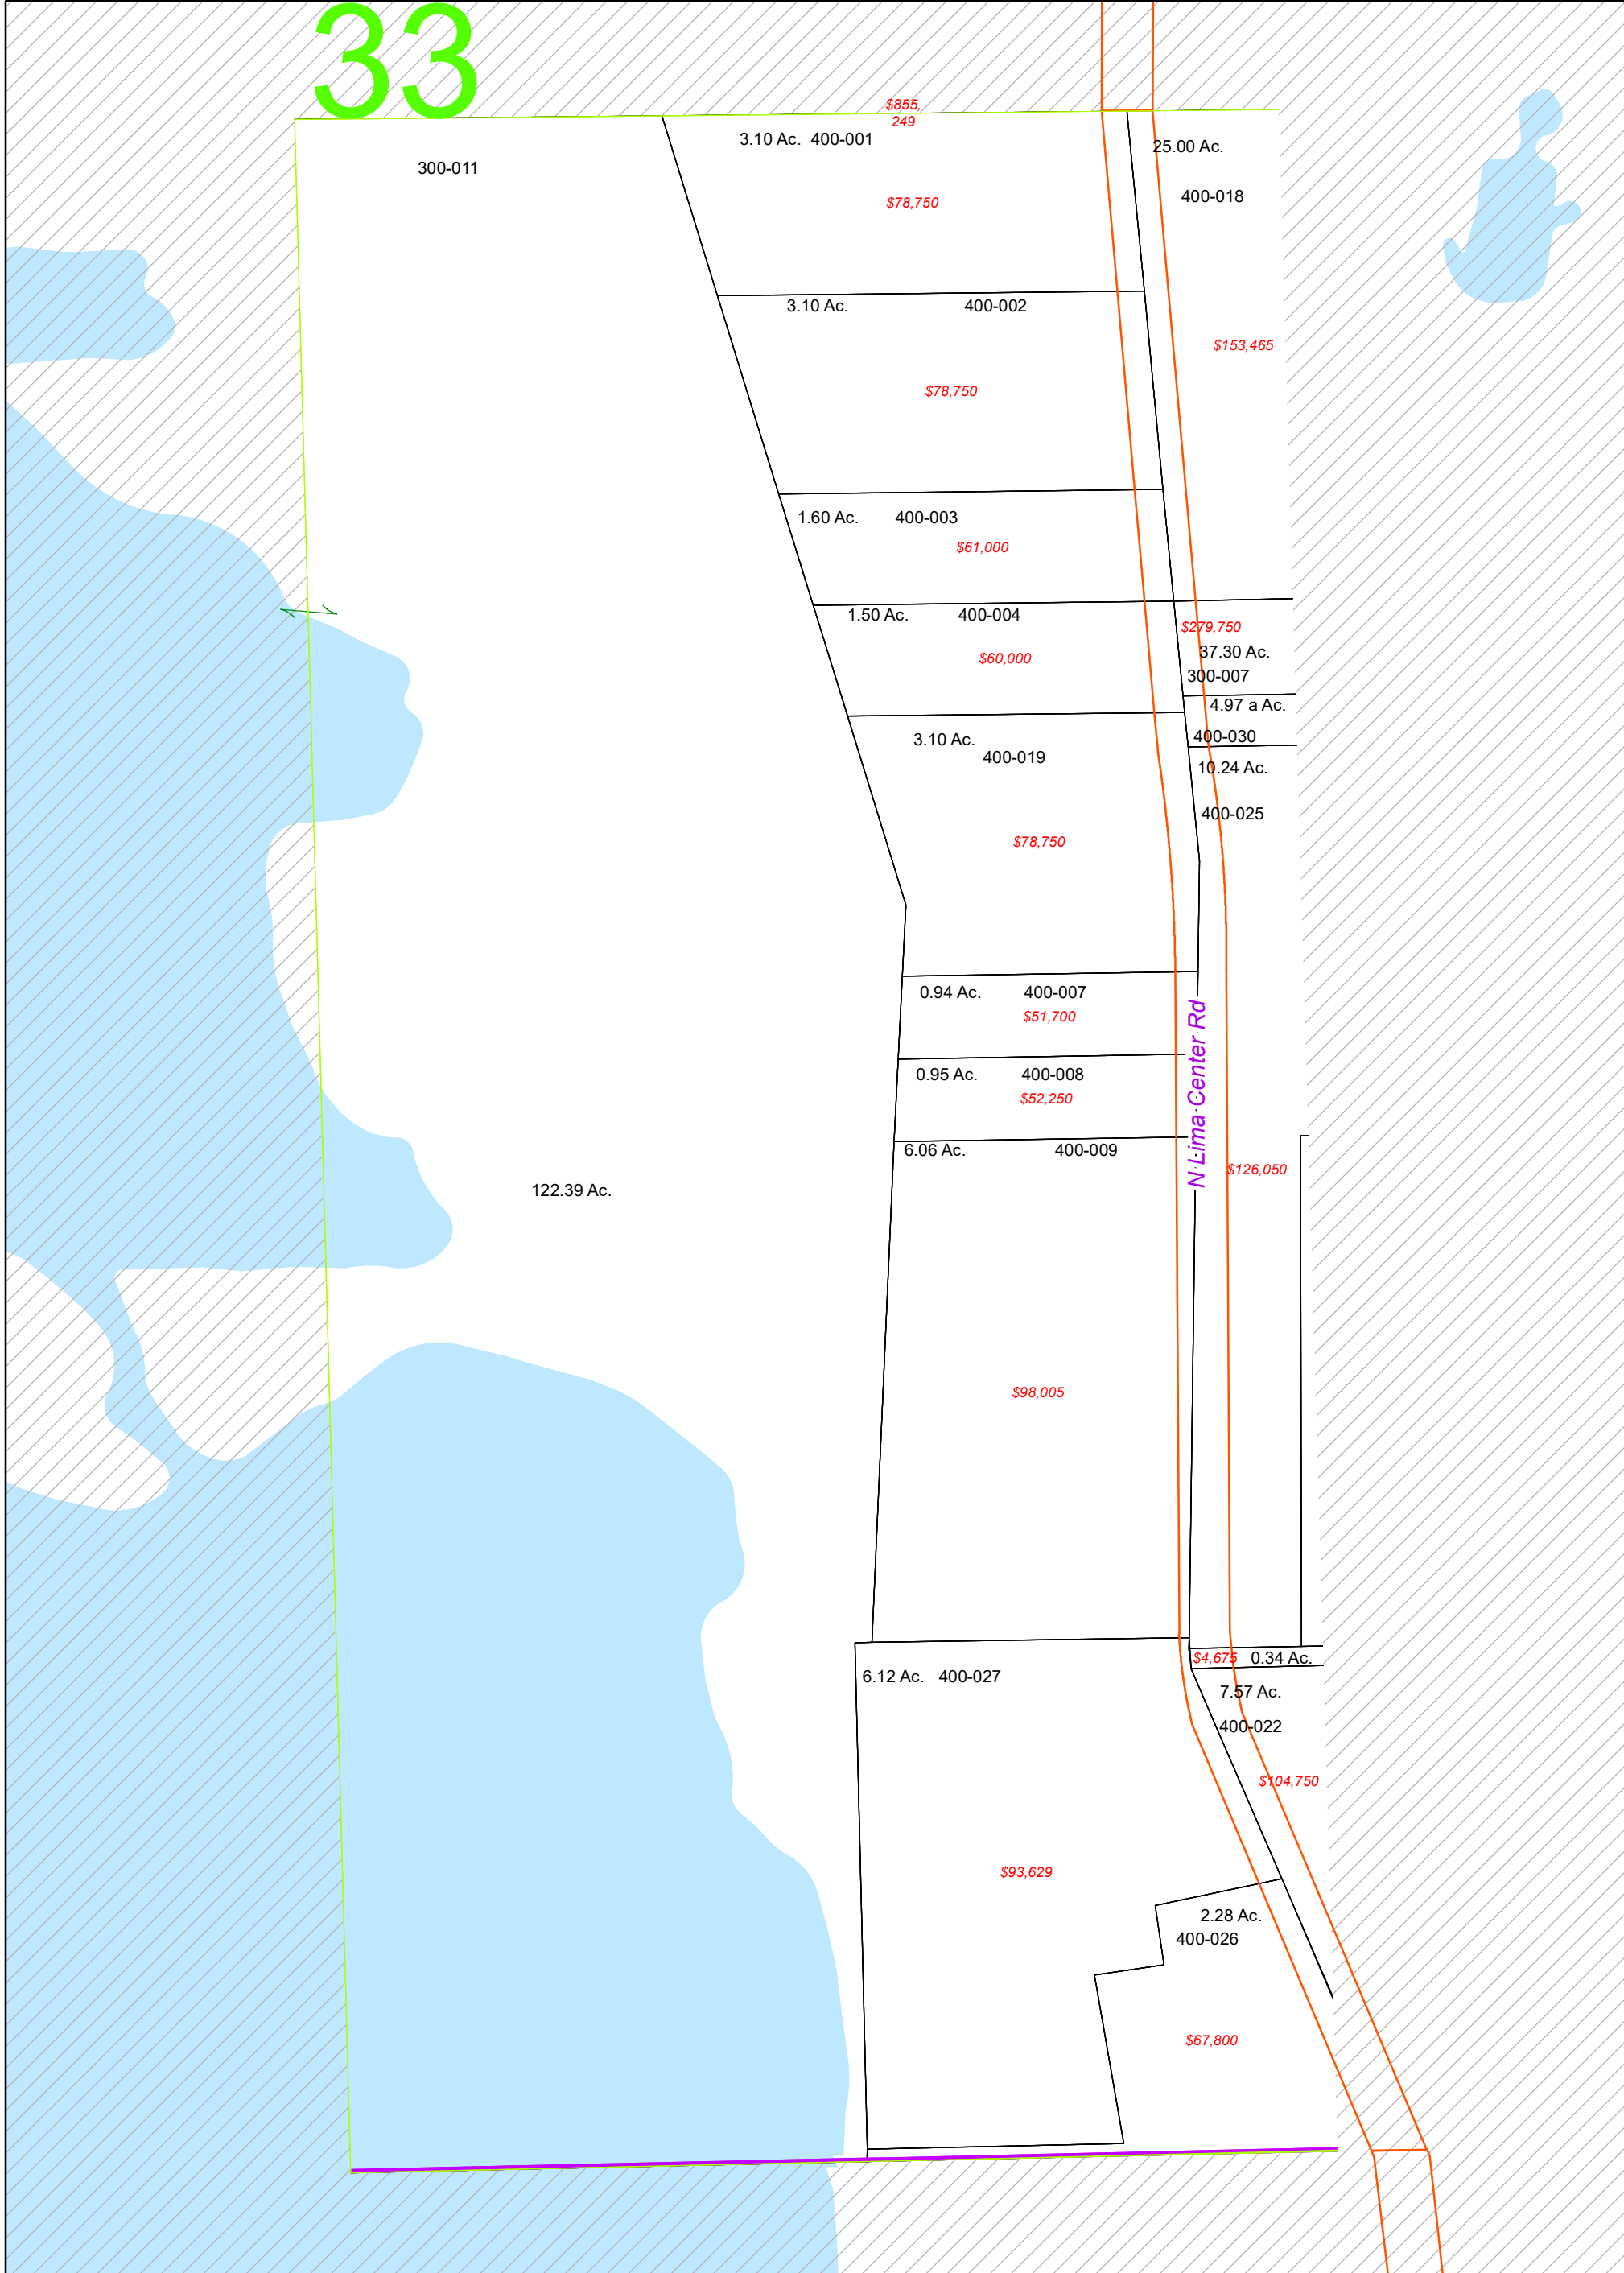 33
$855,
249
3.10 Ac. 400-001
25.00 Ac.
300-011
400-018
$78,750
3.10 Ac. 400-002
$153,465
$78,750
1.60 Ac. 400-003
$61,000
1.50 Ac. 400-004
$279,750
$60,000
37.30 Ac.
300-007
4.97 a Ac.
400-030
3.10 Ac.
400-019
10.24 Ac.
400-025
$78,750
0.94 Ac. 400-007
$51,700
N Lima Center Rd
0.95 Ac. 400-008
$52,250
6.06 Ac. 400-009
$126,050
122.39 Ac.
$98,005
$4,675 0.34 Ac.
6.12 Ac. 400-027
7.57 Ac.
400-022
$104,750
$93,629
2.28 Ac.
400-026
$67,800